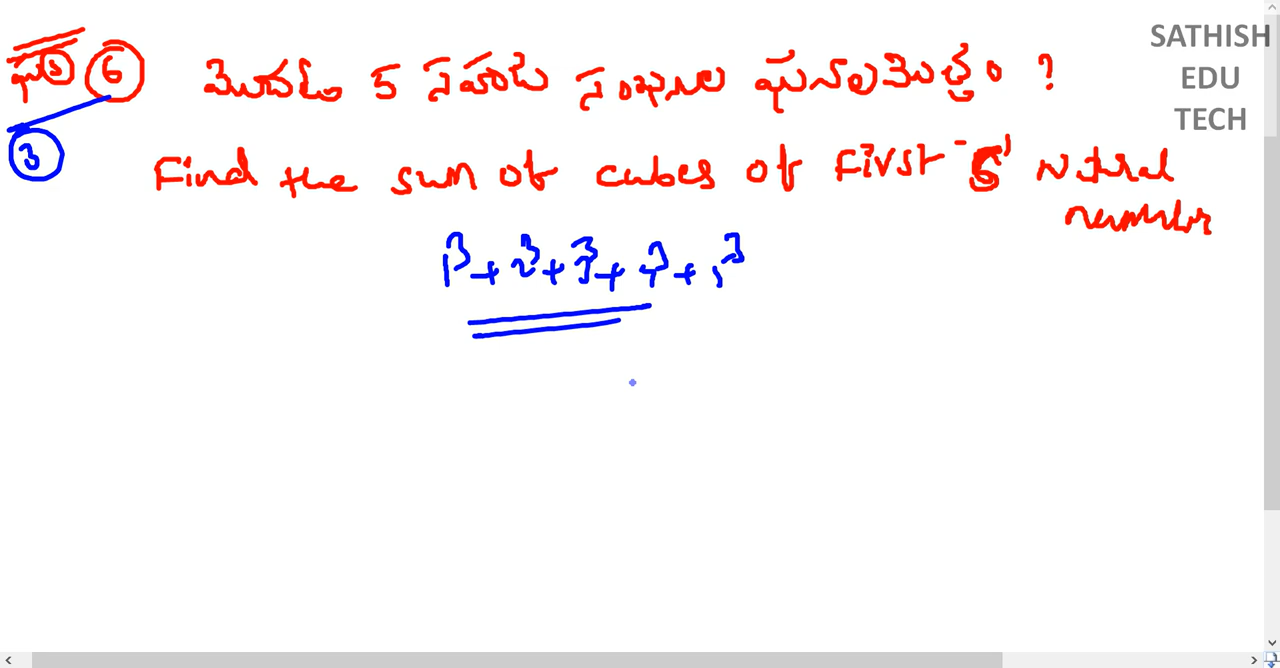 ఘన 3 6 మొదటి 5 సహజ సంఖ్యల ఘనాల మొత్తం ?
3
Find the sum of cubes of First 5 Natural
number
1³+2³+3³+4³+5³
SATHISH
EDU
TECH